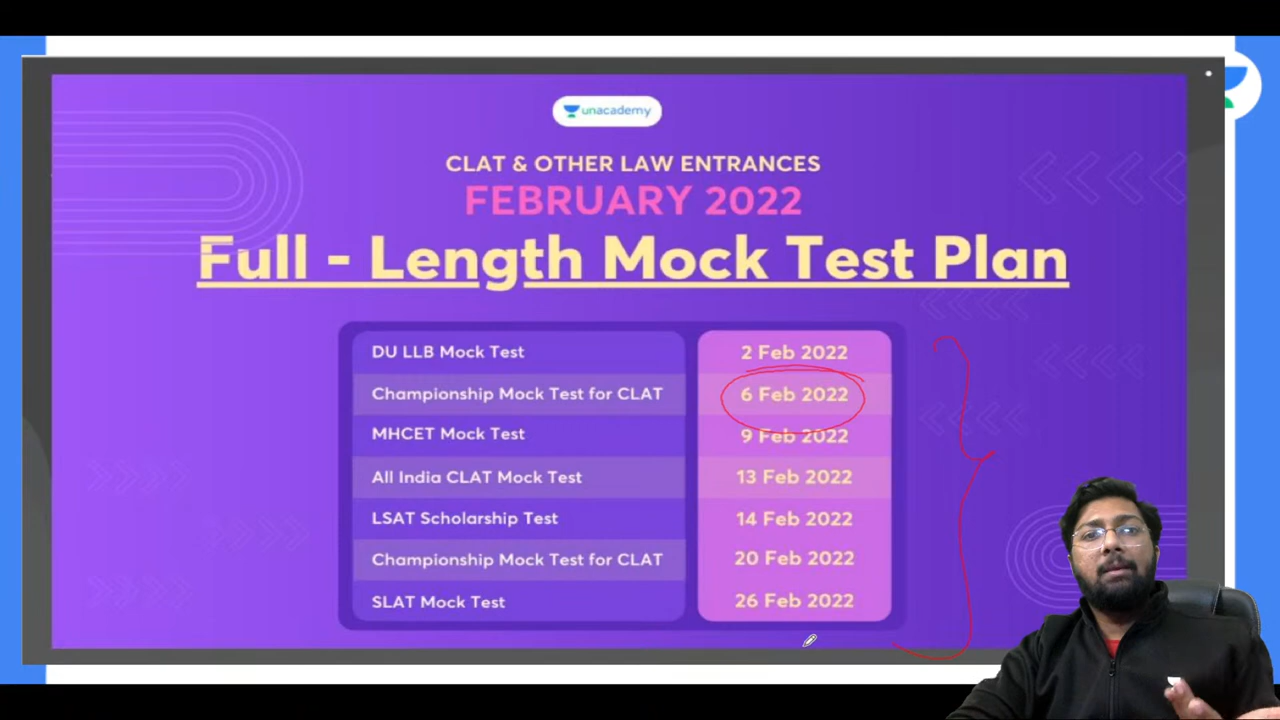 unacademy
CLAT & OTHER LAW ENTRANCES
FEBRUARY 2022
Full - Length Mock Test Plan
DU LLB Mock Test 2 Feb 2022
Championship Mock Test for CLAT 6 Feb 2022
MHCET Mock Test 9 Feb 2022
All India CLAT Mock Test 13 Feb 2022
LSAT Scholarship Test 14 Feb 2022
Championship Mock Test for CLAT 20 Feb 2022
SLAT Mock Test 26 Feb 2022